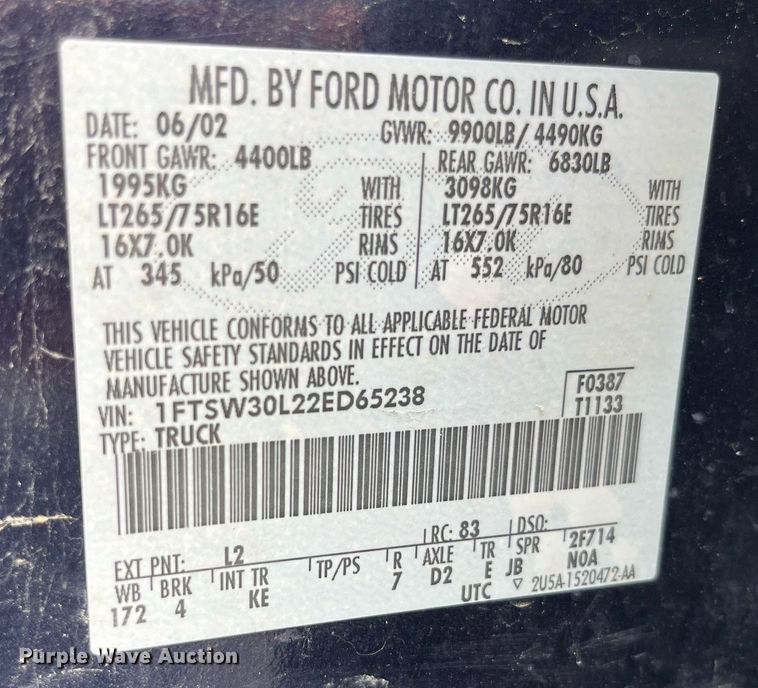 MFD. BY FORD MOTOR CO. IN U.S.A.
DATE: 06/02 GVWR: 9900LB/ 4490KG
FRONT GAWR: 4400LB REAR GAWR: 6830LB
1995KG WITH 3098KG WITH
LT265/75R16E TIRES LT265/75R16E TIRES
16X7.0K RIMS 16X7.0K RIMS
AT 345 kPa/50 PSI COLD AT 552 kPa/80 PSI COLD
THIS VEHICLE CONFORMS TO ALL APPLICABLE FEDERAL MOTOR
VEHICLE SAFETY STANDARDS IN EFFECT ON THE DATE OF
MANUFACTURE SHOWN ABOVE.
VIN: 1FTSW30L22ED65238 F0387
TYPE: TRUCK T1133
EXT PNT: L2 RC: 83 DSO: 2F714
WB BRK INT TR TP/PS R AXLE TR SPR N0A
172 4 KE 7 D2 E JB
UTC ▽ 2U5A-1520472-AA
Purple Wave Auction